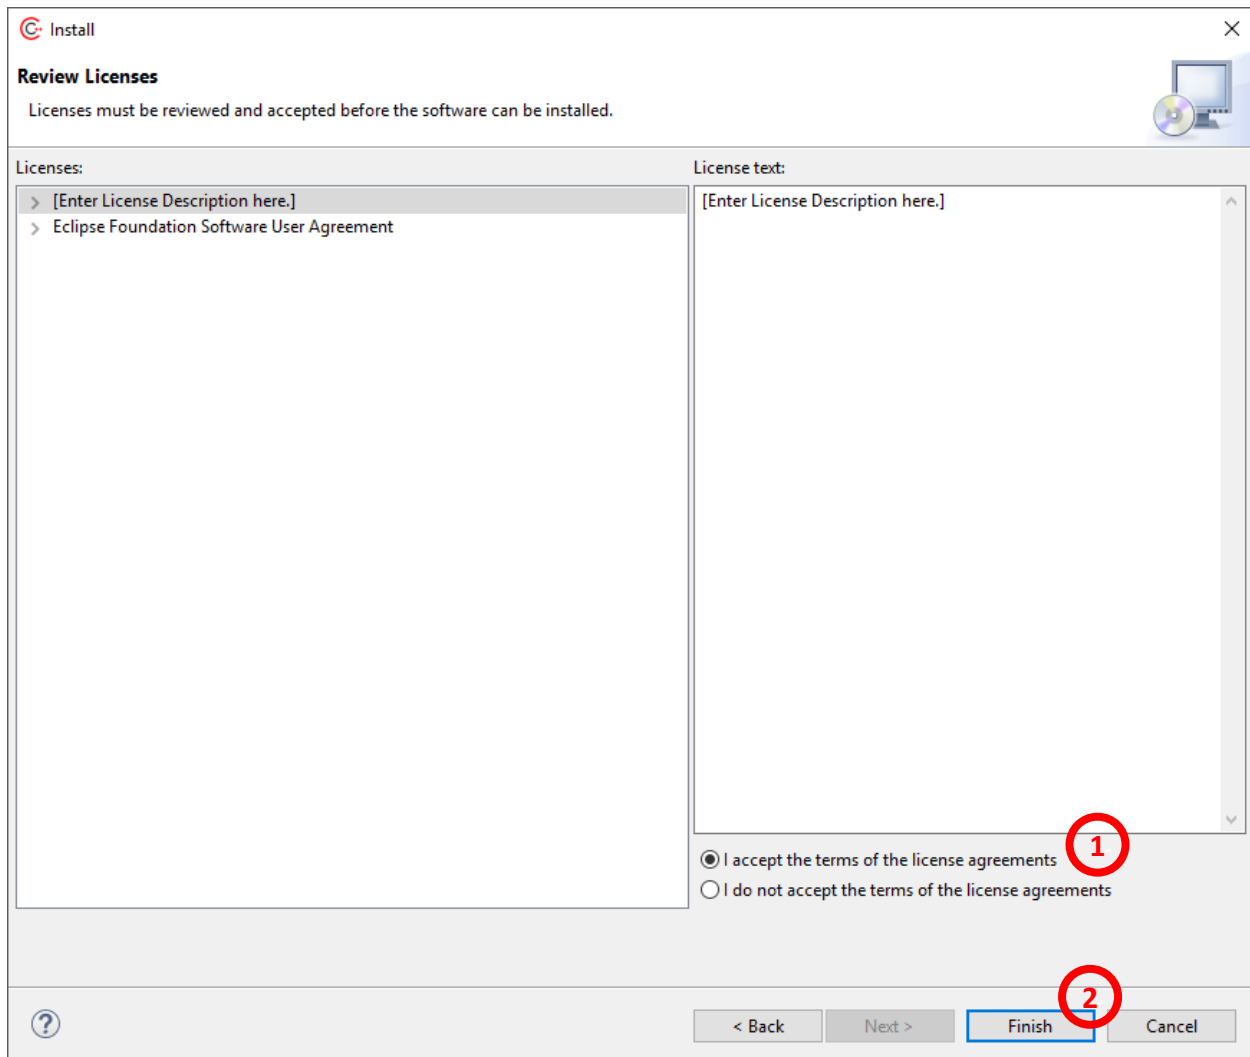 Install
Review Licenses
Licenses must be reviewed and accepted before the software can be installed.
Licenses:
[Enter License Description here.]
Eclipse Foundation Software User Agreement
License text:
[Enter License Description here.]
1
I accept the terms of the license agreements
I do not accept the terms of the license agreements
2
?
< Back
Next >
Finish
Cancel